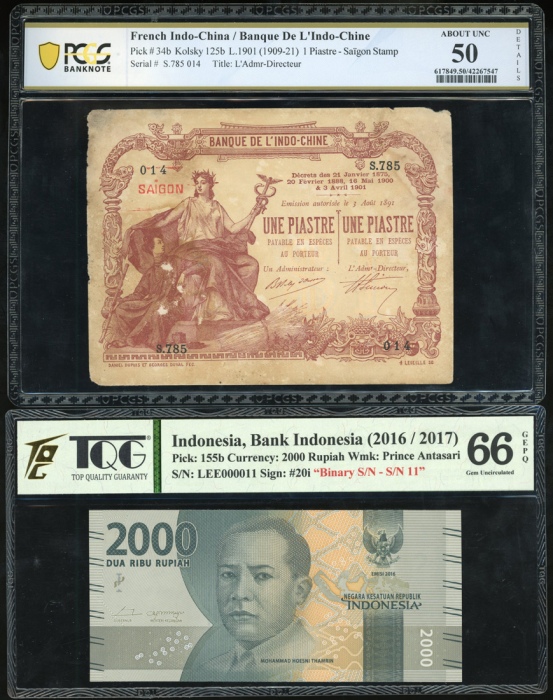 PCGS
BANKNOTE
French Indo-China / Banque De L'Indo-Chine
Pick # 34b Kolsky 125b L.1901 (1909-21) 1 Piastre - Saïgon Stamp
Serial # S.785 014 Title: L'Admr-Directeur
ABOUT UNC
50
617849.50/42267547
DETAILS
BANQUE DE L'INDO-CHINE
014
S.785
SAÏGON
Décrets des 21 Janvier 1875,
20 Février 1888, 16 Mai 1900
& 3 Avril 1901
Emission autorisée le 3 Août 1891
UNE PIASTRE UNE PIASTRE
PAYABLE EN ESPÈCES PAYABLE EN ESPÈCES
AU PORTEUR AU PORTEUR
Un Administrateur: L'Admr-Directeur,
S.785
014
TQG
TOP QUALITY
GUARANTY
Indonesia, Bank Indonesia (2016 / 2017)
Pick: 155b Currency: 2000 Rupiah Wmk: Prince Antasari
S/N: LEE000011 Sign: #20i "Binary S/N - S/N 11"
66
GEPQ
Gem Uncirculated
2000
DUA RIBU RUPIAH
EMISI 2016
NEGARA KESATUAN REPUBLIK
INDONESIA
2000
MOHAMMAD HOESNI THAMRIN